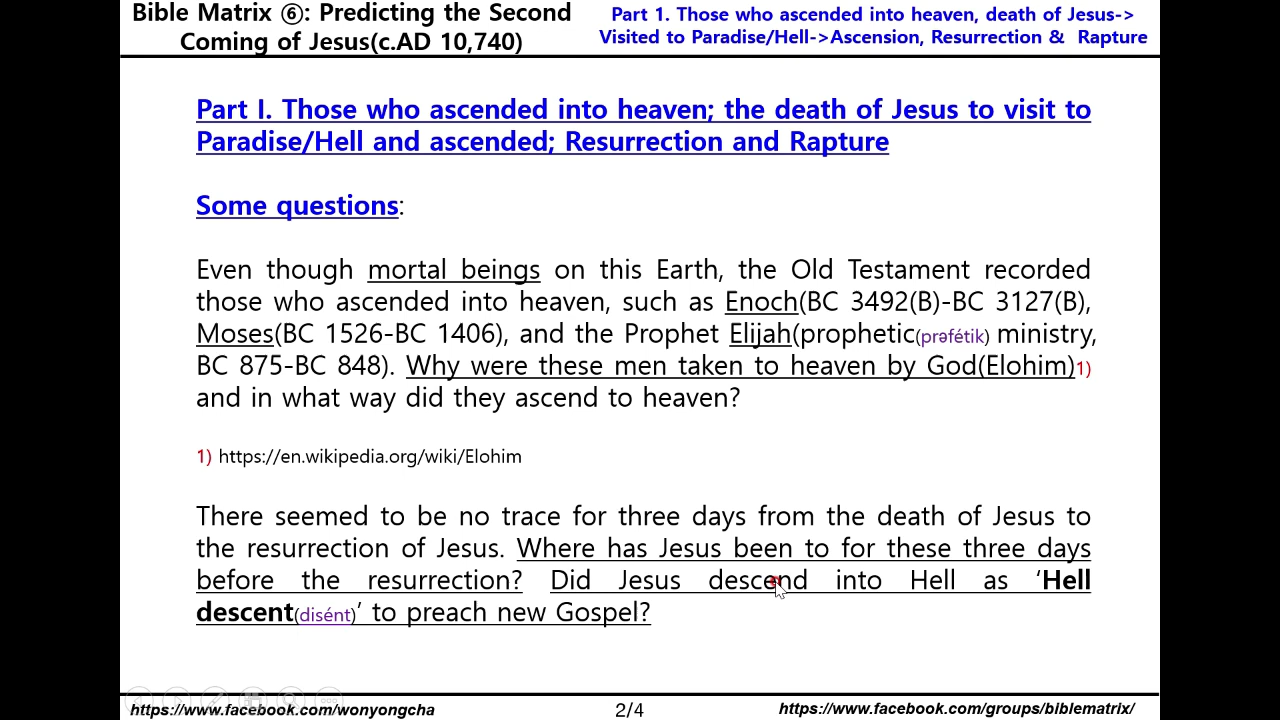 Bible Matrix ⑥: Predicting the Second
Coming of Jesus(c.AD 10,740)
Part 1. Those who ascended into heaven, death of Jesus->
Visited to Paradise/Hell->Ascension, Resurrection & Rapture
Part I. Those who ascended into heaven; the death of Jesus to visit to
Paradise/Hell and ascended; Resurrection and Rapture
Some questions:
Even though mortal beings on this Earth, the Old Testament recorded
those who ascended into heaven, such as Enoch(BC 3492(B)-BC 3127(B),
Moses(BC 1526-BC 1406), and the Prophet Elijah(prophetic(prəfétik) ministry,
BC 875-BC 848). Why were these men taken to heaven by God(Elohim)1)
and in what way did they ascend to heaven?
1) https://en.wikipedia.org/wiki/Elohim
There seemed to be no trace for three days from the death of Jesus to
the resurrection of Jesus. Where has Jesus been to for these three days
before the resurrection? Did Jesus descend into Hell as ‘Hell
descent(disént)’ to preach new Gospel?
https://www.facebook.com/wonyongcha
2/4
https://www.facebook.com/groups/biblematrix/